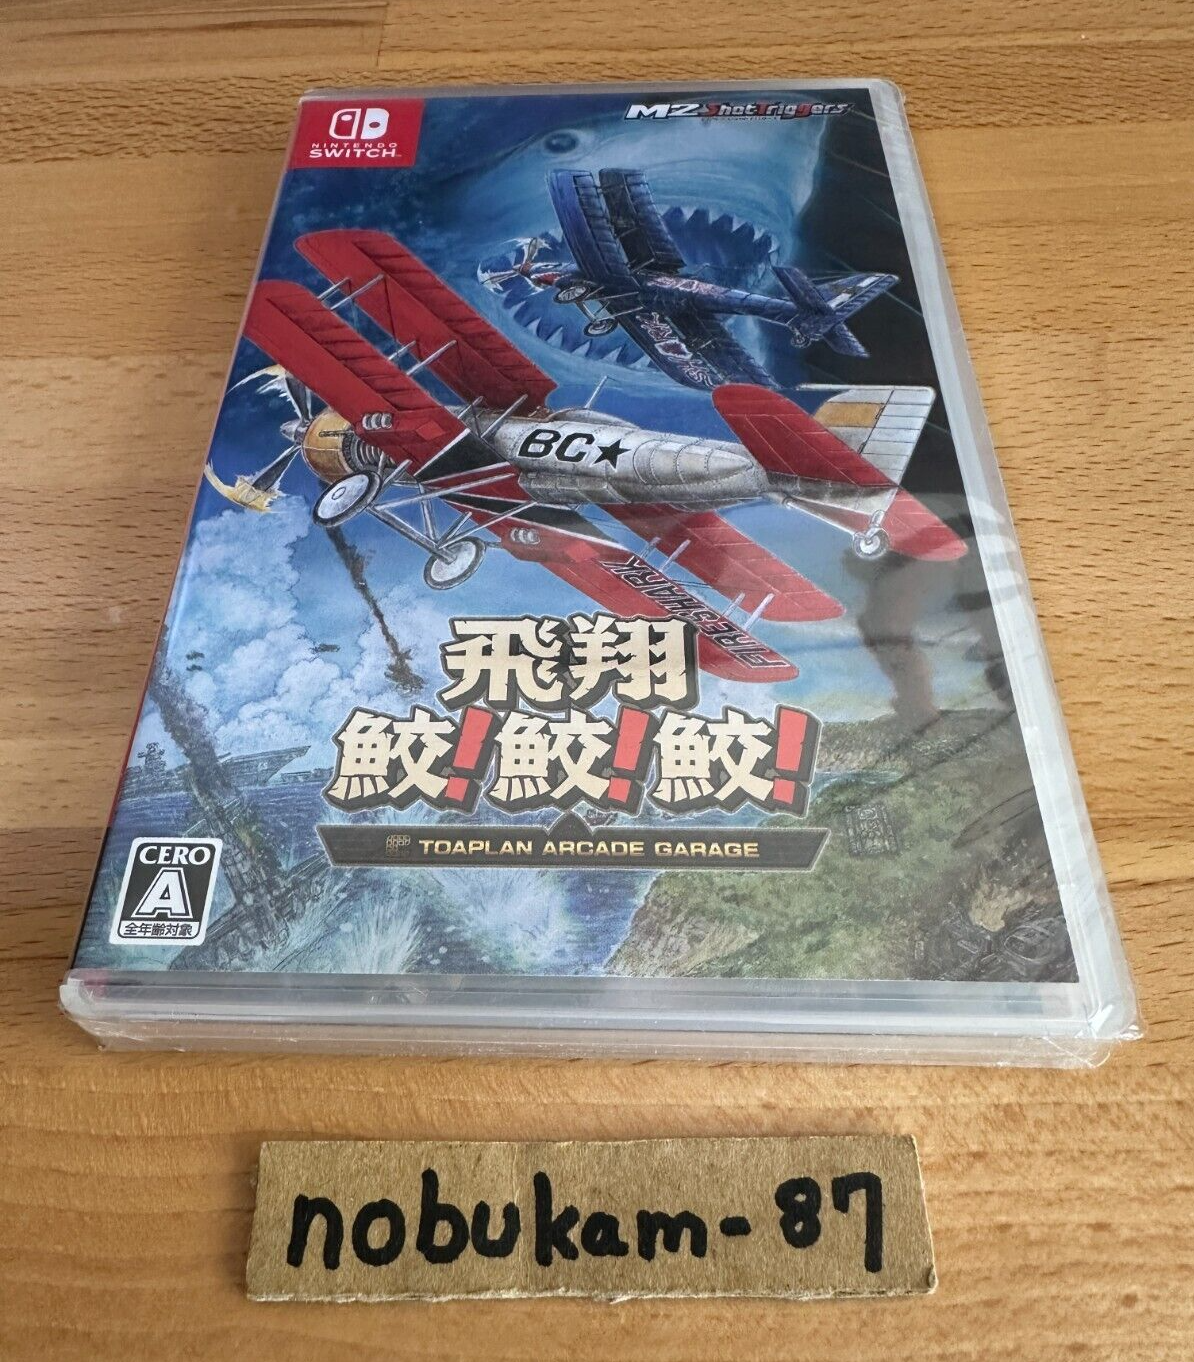 NINTENDO
SWITCH
M2 ShotTriggers
BC★
FIRESHARK
飛翔
鮫!鮫!鮫!
TOAPLAN ARCADE GARAGE
CERO
A
全年齢対象
nobukam-87